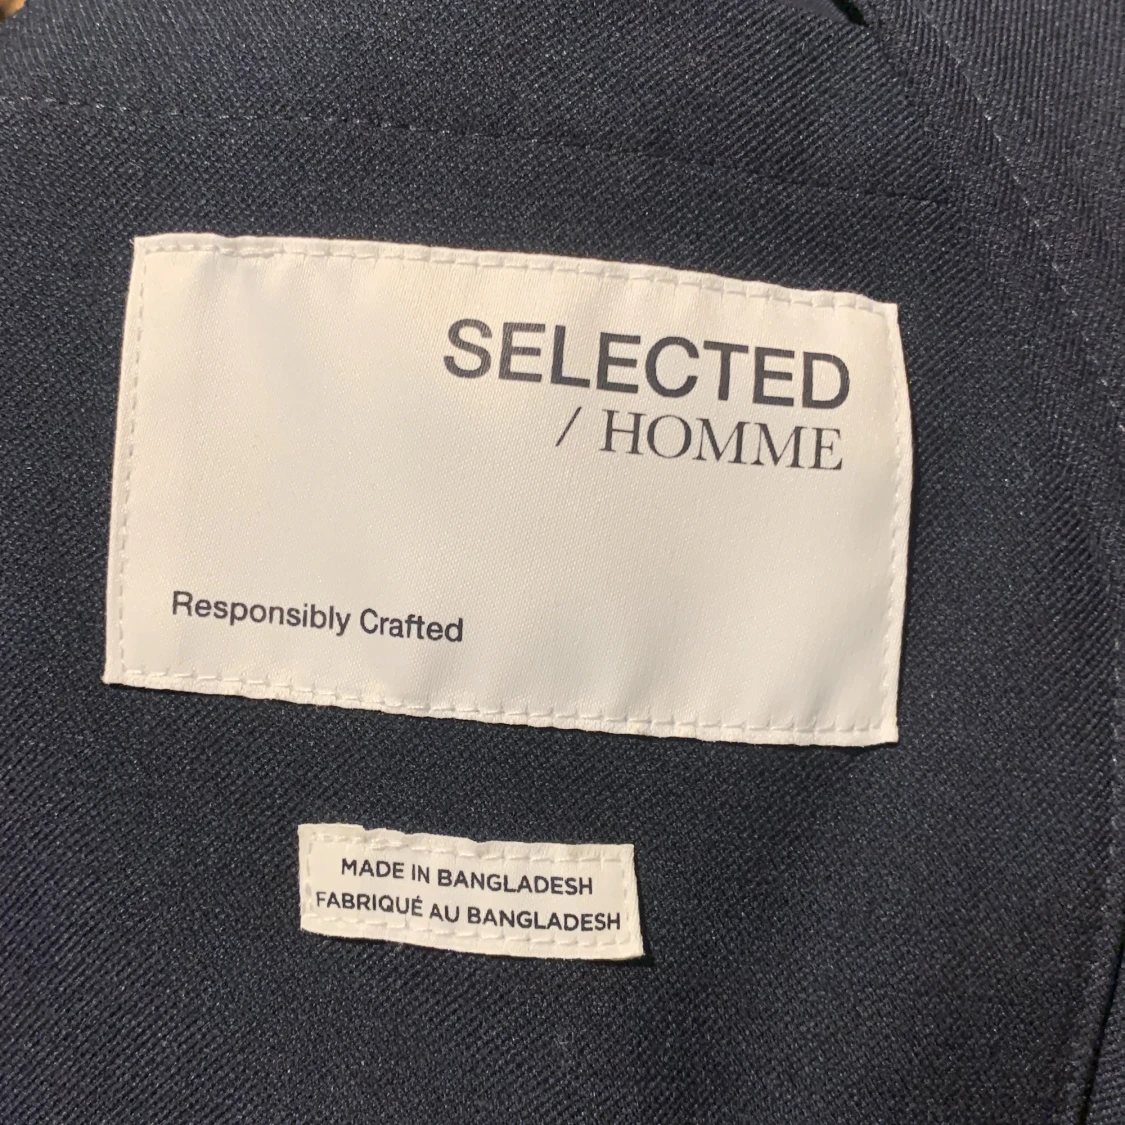 SELECTED
/ HOMME
Responsibly Crafted
MADE IN BANGLADESH
FABRIQUÉ AU BANGLADESH